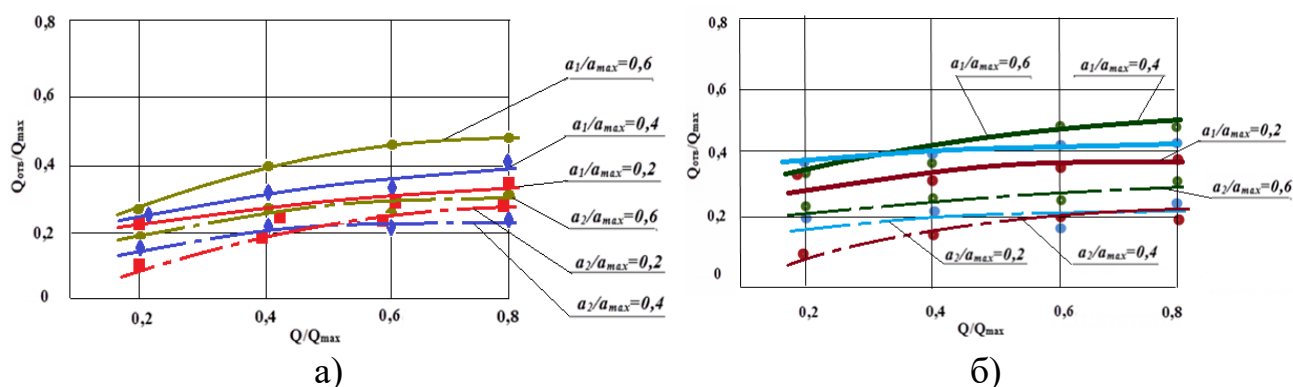 0,8
0,6
0,4
0,2
0
Qотв/Qmax
0,2
0,4
0,6
0,8
Q/Qmax
a1/amax=0,6
a1/amax=0,4
a1/amax=0,2
a2/amax=0,6
a2/amax=0,2
a2/amax=0,4
а)
0,8
0,6
0,4
0,2
0
Qотв/Qmax
0,2
0,4
0,6
0,8
Q/Qmax
a1/amax=0,6
a1/amax=0,4
a1/amax=0,2
a2/amax=0,6
a2/amax=0,2
a2/amax=0,4
б)